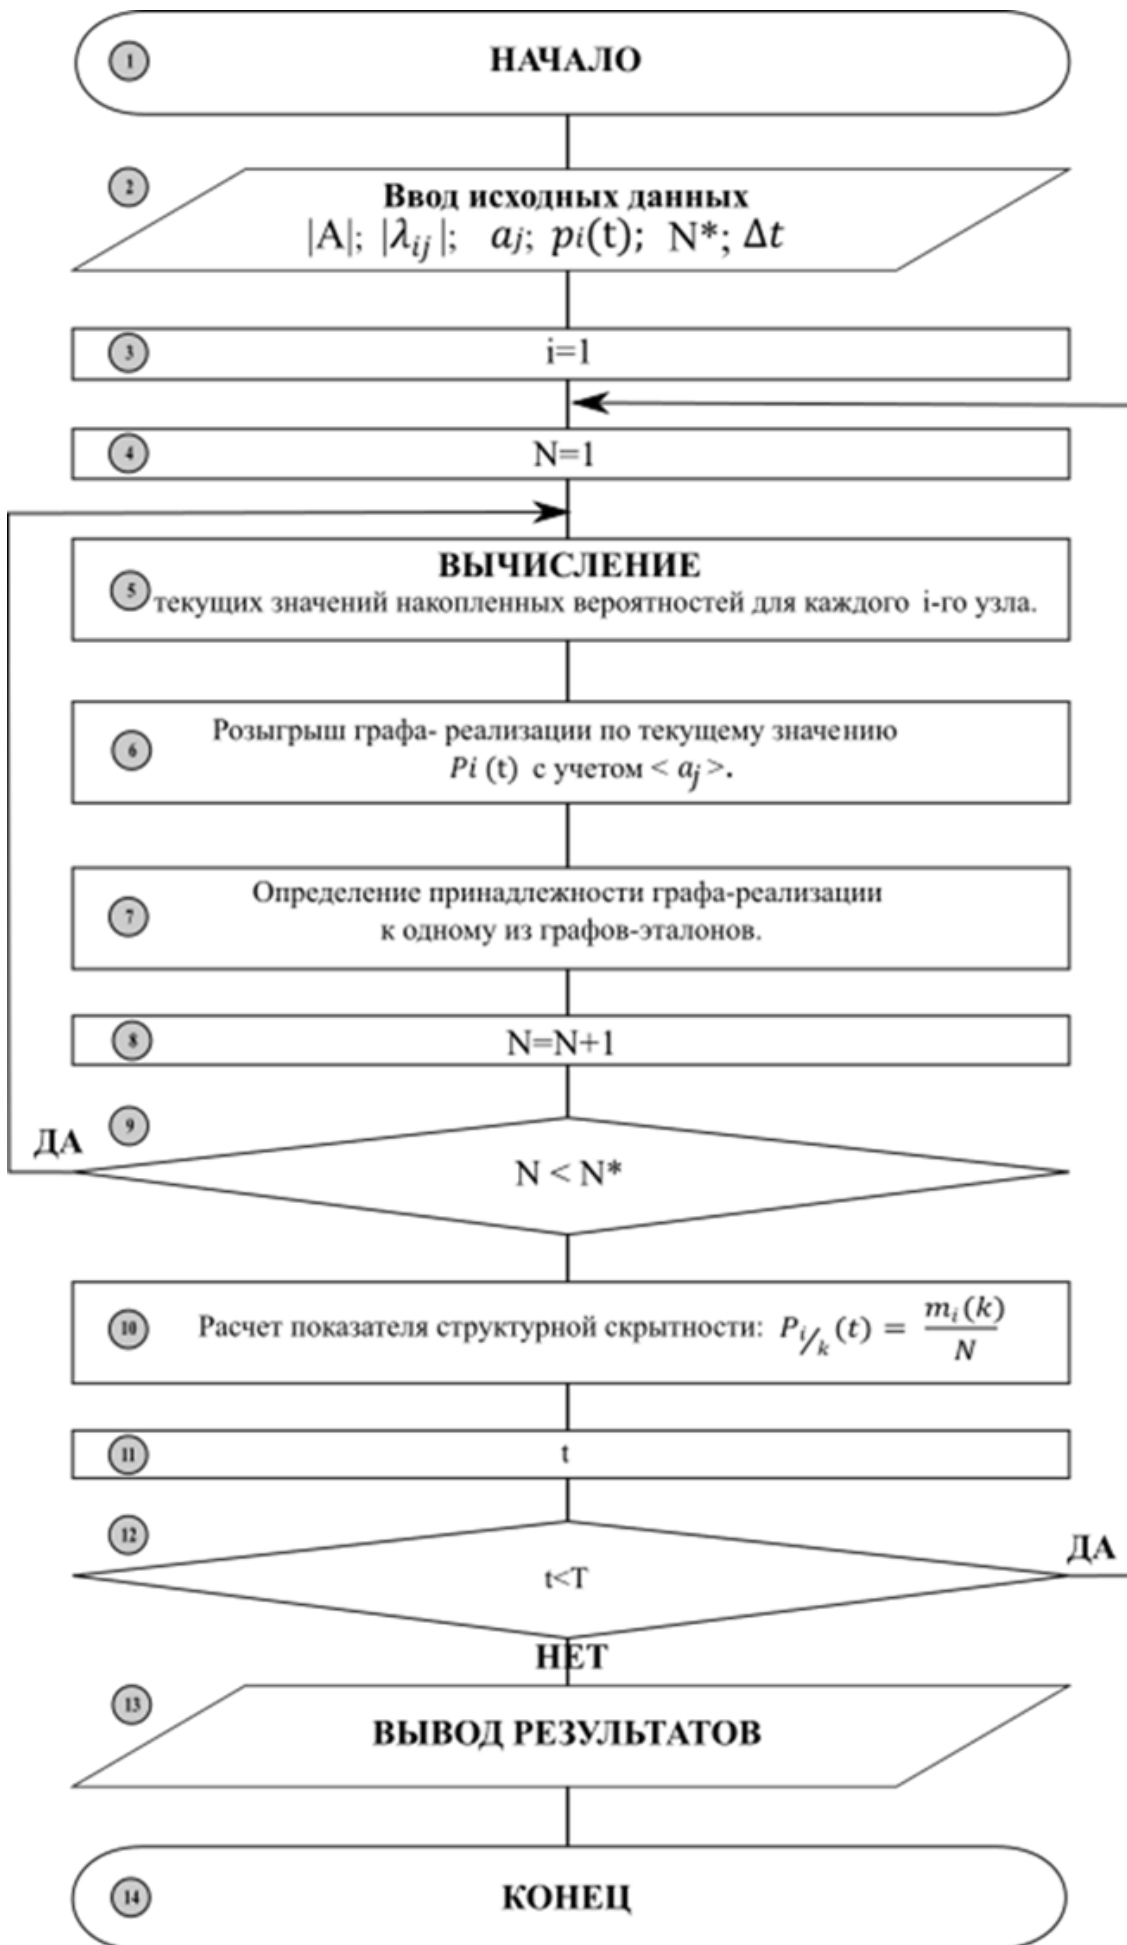 1
НАЧАЛО
2
Ввод исходных данных
|A|; |λij|; aj; pi(t); N*; Δt
3
i=1
4
N=1
5
ВЫЧИСЛЕНИЕ
текущих значений накопленных вероятностей для каждого i-го узла.
6
Розыгрыш графа- реализации по текущему значению
Pi (t) с учетом < aj >.
7
Определение принадлежности графа-реализации
к одному из графов-эталонов.
8
N=N+1
9
ДА
N < N*
10
Расчет показателя структурной скрытности: Pi/k(t) = mi(k)/N
11
t
12
ДА
t<T
НЕТ
13
ВЫВОД РЕЗУЛЬТАТОВ
14
КОНЕЦ